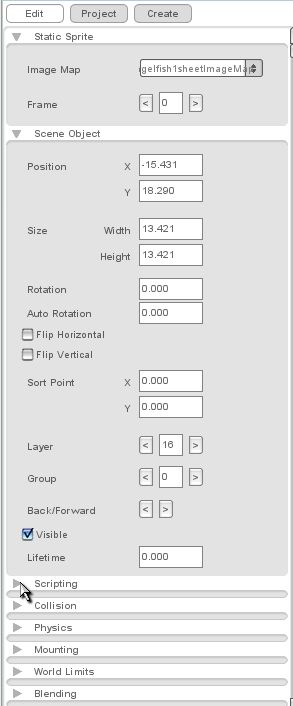 Edit Project Create
Static Sprite
Image Map gelfish1sheetImageMap
Frame < 0 >
Scene Object
Position X -15.431
Y 18.290
Size Width 13.421
Height 13.421
Rotation 0.000
Auto Rotation 0.000
Flip Horizontal
Flip Vertical
Sort Point X 0.000
Y 0.000
Layer < 16 >
Group < 0 >
Back/Forward < >
Visible
Lifetime 0.000
Scripting
Collision
Physics
Mounting
World Limits
Blending